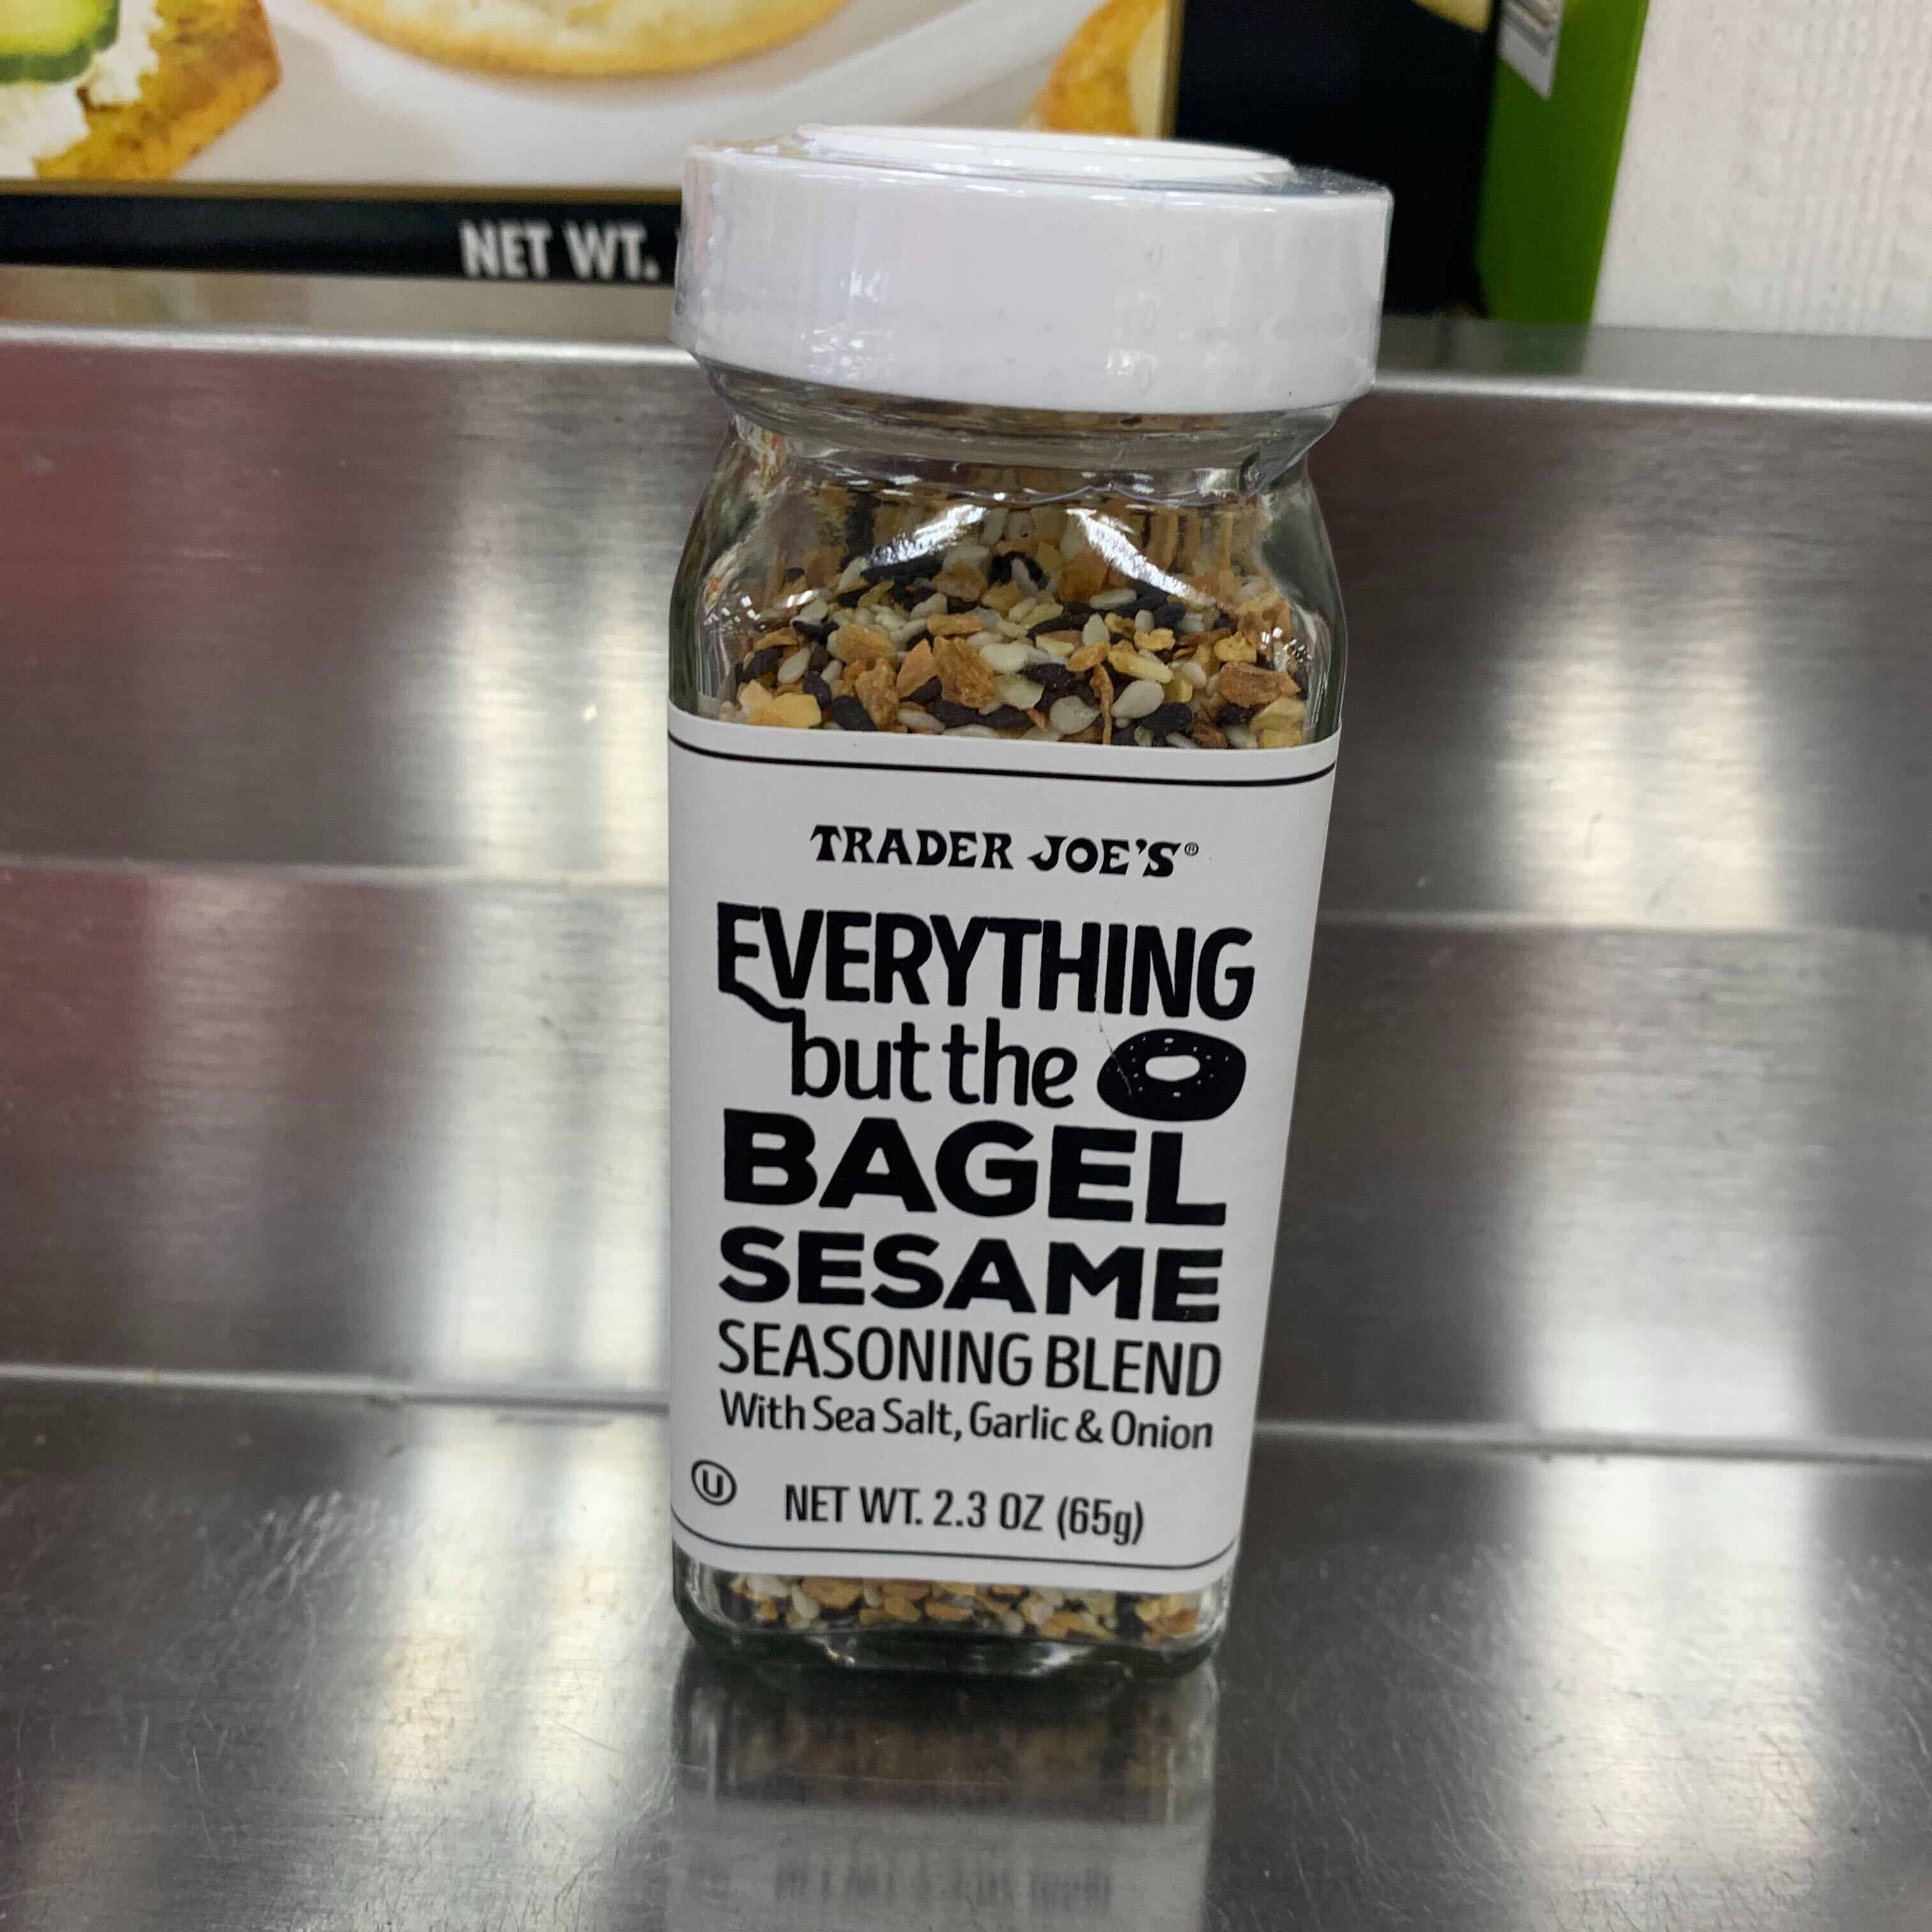 NET WT.
TRADER JOE'S®
EVERYTHING
but the
BAGEL
SESAME
SEASONING BLEND
With Sea Salt, Garlic & Onion
U
NET WT. 2.3 OZ (65g)